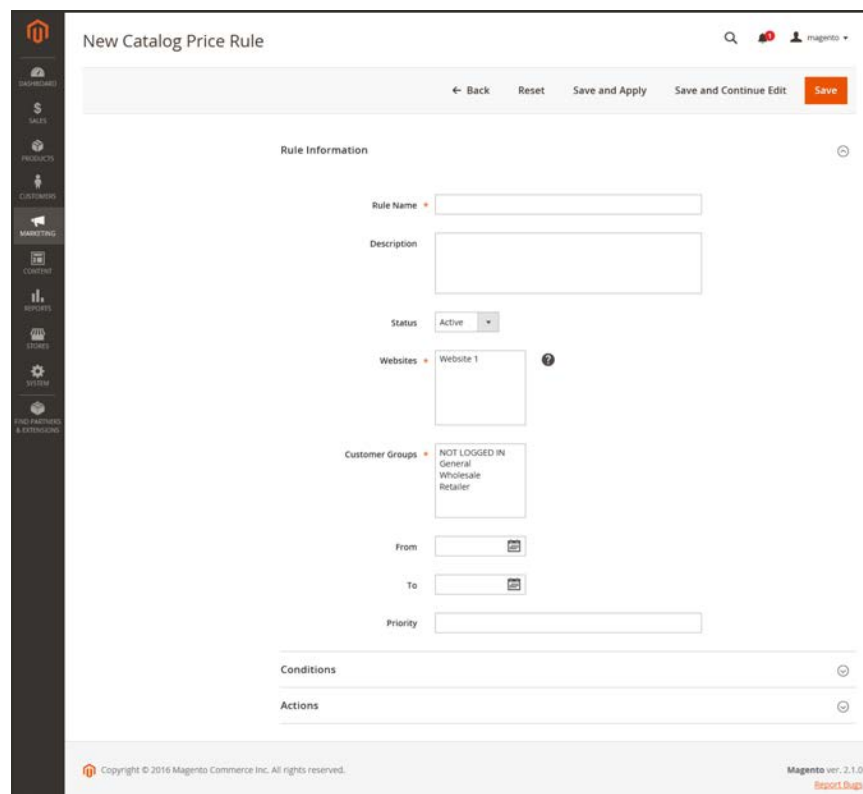 New Catalog Price Rule
1
magento
DASHBOARD
SALES
PRODUCTS
CUSTOMERS
MARKETING
CONTENT
REPORTS
STORES
SYSTEM
FIND PARTNERS
& EXTENSIONS
← Back Reset Save and Apply Save and Continue Edit Save
Rule Information
Rule Name *
Description
Status Active
Websites * Website 1 ?
Customer Groups * NOT LOGGED IN
General
Wholesale
Retailer
From
To
Priority
Conditions
Actions
Copyright © 2016 Magento Commerce Inc. All rights reserved.
Magento ver. 2.1.0
Report Bugs